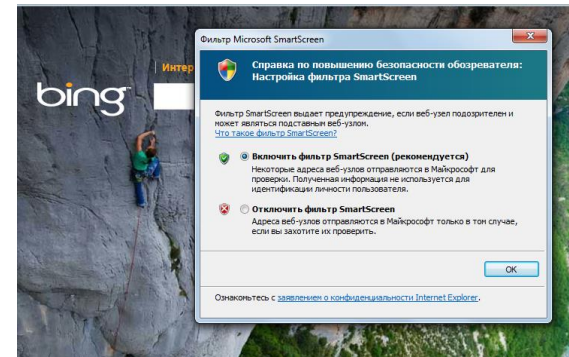 Фильтр Microsoft SmartScreen
Справка по повышению безопасности обозревателя:
Настройка фильтра SmartScreen
Интер
bing
Фильтр SmartScreen выдает предупреждение, если веб-узел подозрителен и
может являться подставным веб-узлом.
Что такое фильтр SmartScreen?
Включить фильтр SmartScreen (рекомендуется)
Некоторые адреса веб-узлов отправляются в Майкрософт для
проверки. Полученная информация не используется для
идентификации личности пользователя.
Отключить фильтр SmartScreen
Адреса веб-узлов отправляются в Майкрософт только в том случае,
если вы захотите их проверить.
OK
Ознакомьтесь с заявлением о конфиденциальности Internet Explorer.